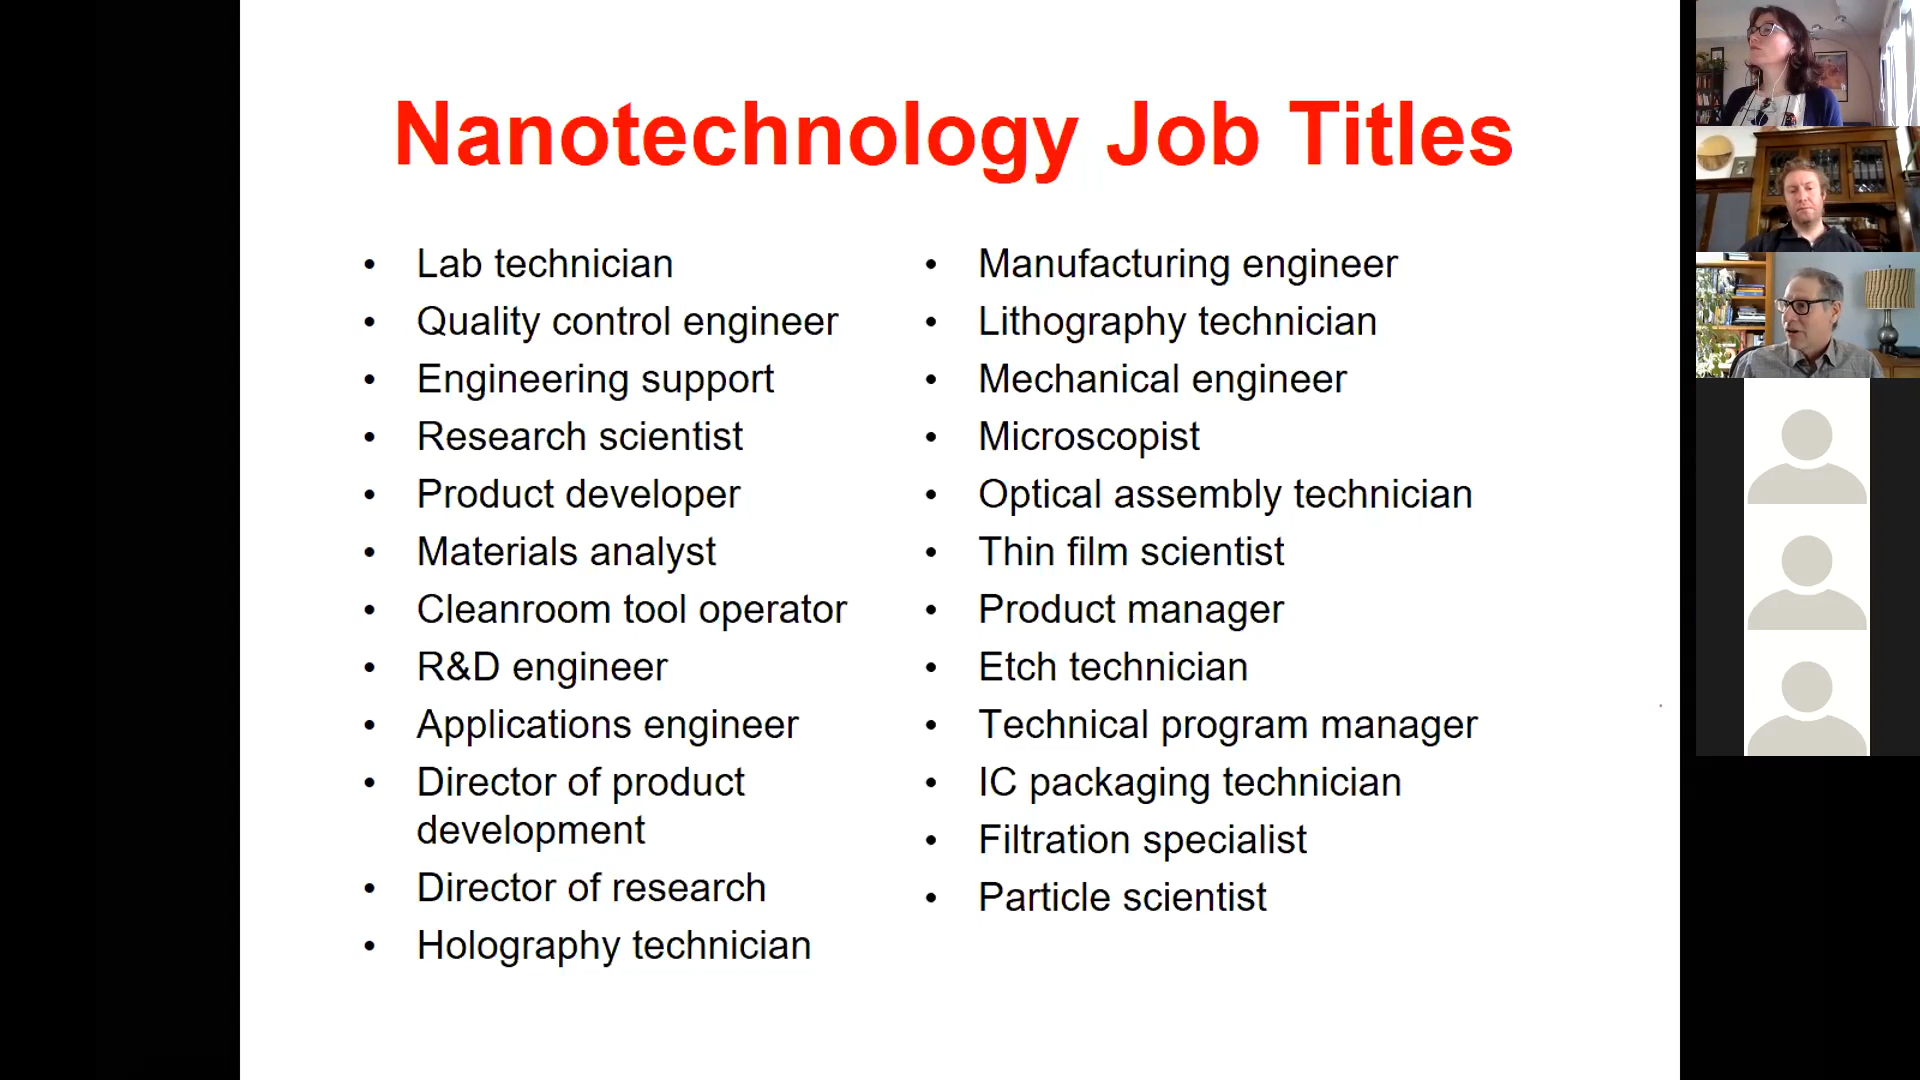 Nanotechnology Job Titles
• Lab technician
• Quality control engineer
• Engineering support
• Research scientist
• Product developer
• Materials analyst
• Cleanroom tool operator
• R&D engineer
• Applications engineer
• Director of product
development
• Director of research
• Holography technician
• Manufacturing engineer
• Lithography technician
• Mechanical engineer
• Microscopist
• Optical assembly technician
• Thin film scientist
• Product manager
• Etch technician
• Technical program manager
• IC packaging technician
• Filtration specialist
• Particle scientist